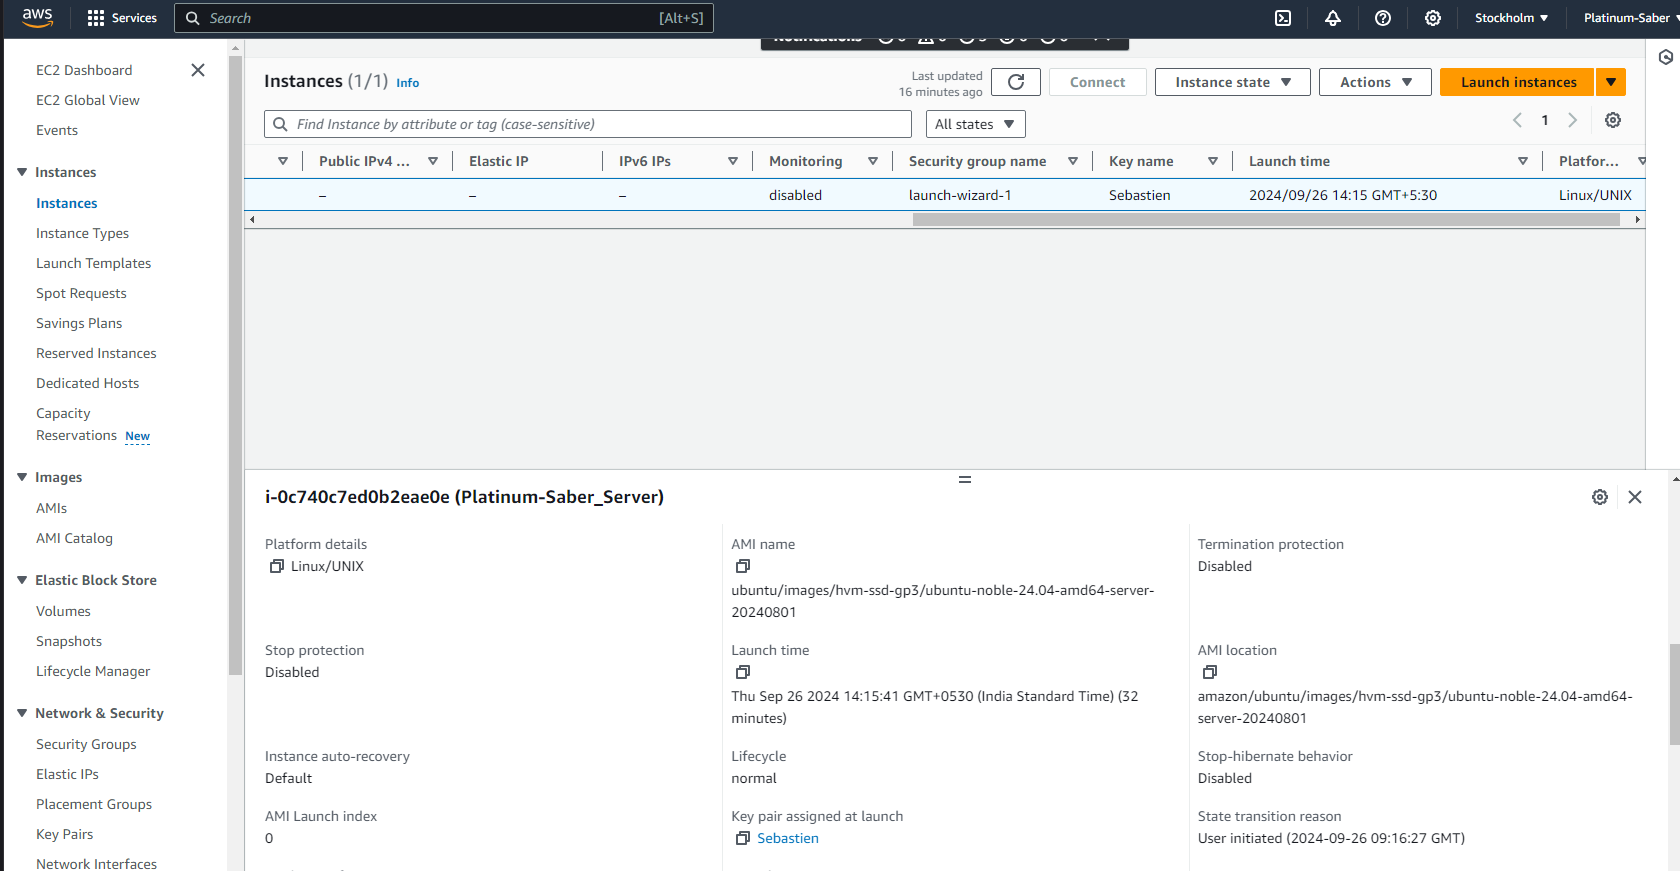 aws
Services
Search
[Alt+S]
Stockholm
Platinum-Saber
EC2 Dashboard
EC2 Global View
Events
Instances
Instances
Instance Types
Launch Templates
Spot Requests
Savings Plans
Reserved Instances
Dedicated Hosts
Capacity
Reservations New
Images
AMIs
AMI Catalog
Elastic Block Store
Volumes
Snapshots
Lifecycle Manager
Network & Security
Security Groups
Elastic IPs
Placement Groups
Key Pairs
Network Interfaces
Notifications
Instances (1/1) Info
Last updated
16 minutes ago
Connect
Instance state
Actions
Launch instances
Find Instance by attribute or tag (case-sensitive)
All states
1
Public IPv4 ... Elastic IP IPv6 IPs Monitoring Security group name Key name Launch time Platfor...
– – – disabled launch-wizard-1 Sebastien 2024/09/26 14:15 GMT+5:30 Linux/UNIX
i-0c740c7ed0b2eae0e (Platinum-Saber_Server)
Platform details
Linux/UNIX
AMI name
ubuntu/images/hvm-ssd-gp3/ubuntu-noble-24.04-amd64-server-
20240801
Termination protection
Disabled
Stop protection
Disabled
Launch time
Thu Sep 26 2024 14:15:41 GMT+0530 (India Standard Time) (32
minutes)
AMI location
amazon/ubuntu/images/hvm-ssd-gp3/ubuntu-noble-24.04-amd64-
server-20240801
Instance auto-recovery
Default
Lifecycle
normal
Stop-hibernate behavior
Disabled
AMI Launch index
0
Key pair assigned at launch
Sebastien
State transition reason
User initiated (2024-09-26 09:16:27 GMT)